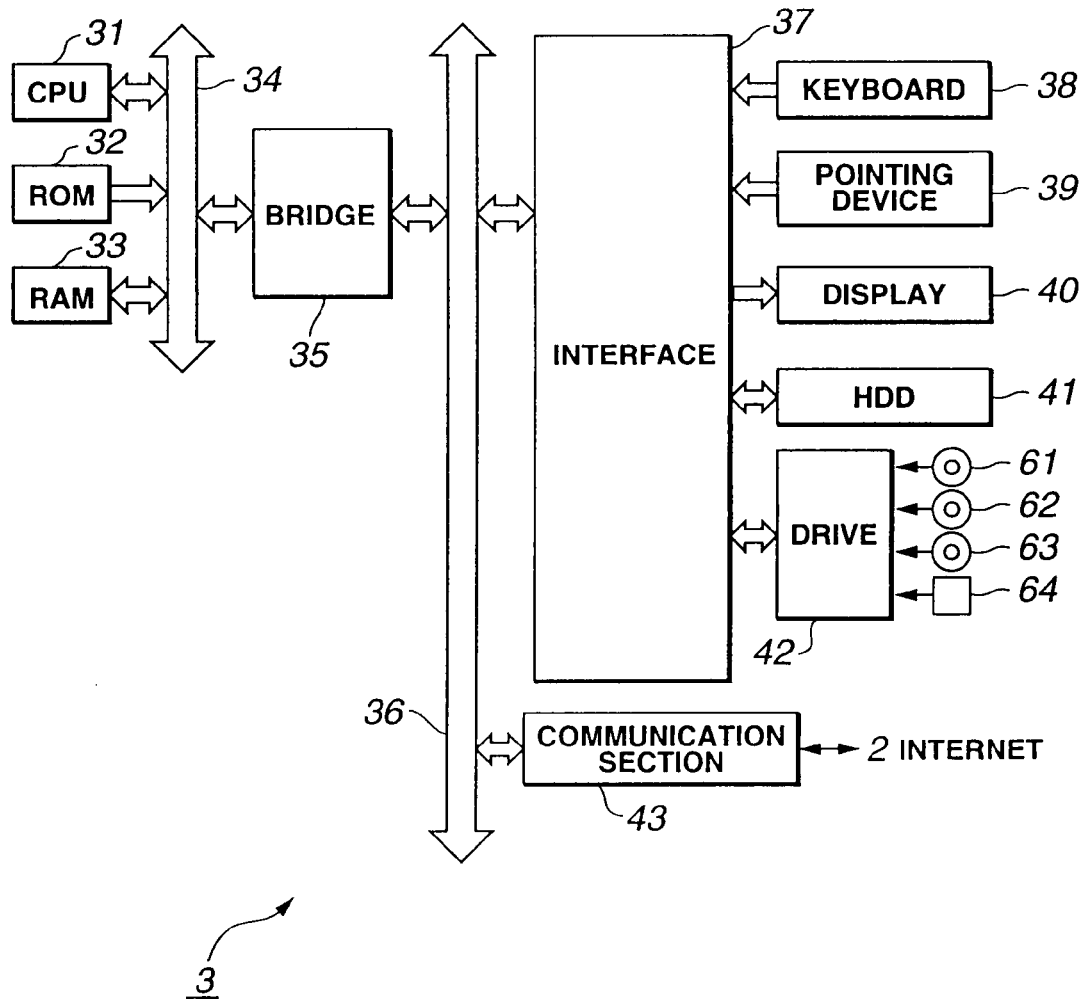 31
CPU
32
ROM
33
RAM
34
BRIDGE
35
36
37
INTERFACE
KEYBOARD 38
POINTING
DEVICE 39
DISPLAY 40
HDD 41
DRIVE
42
61
62
63
64
COMMUNICATION
SECTION
43
2 INTERNET
3